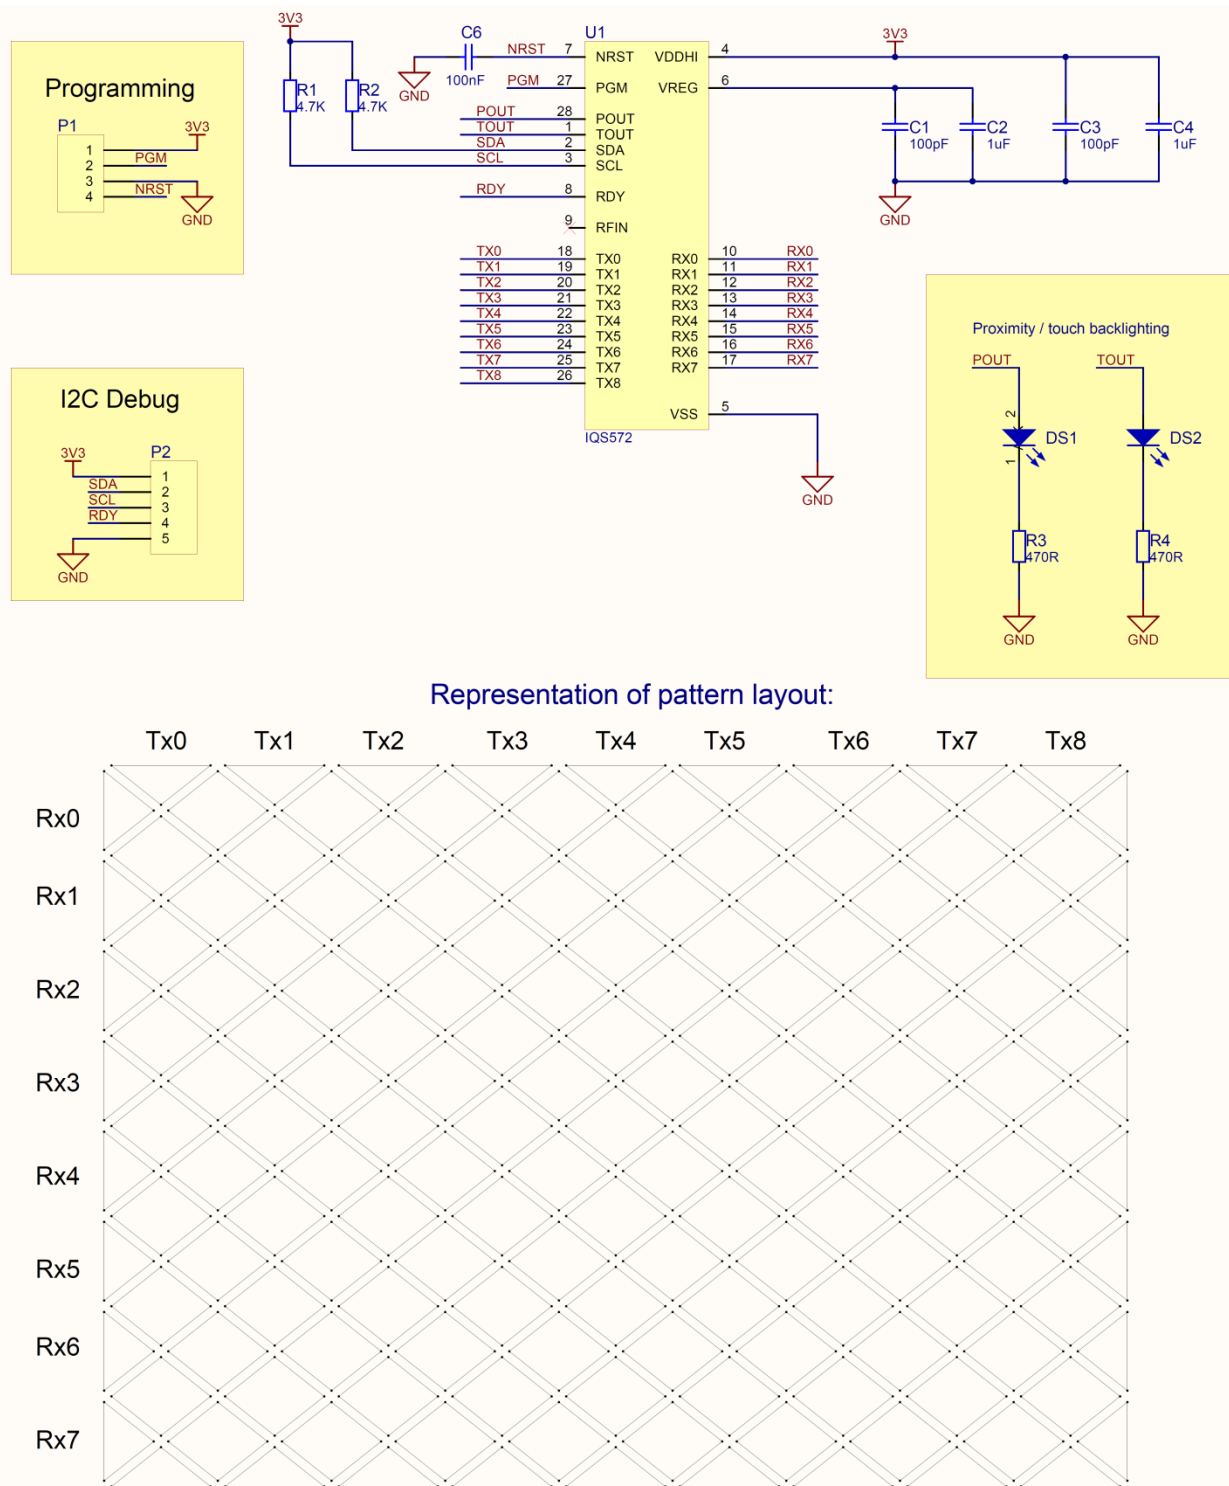 Programming
P1
3V3
1
2 PGM
3
4 NRST
GND
I2C Debug
P2
3V3
1
SDA 2
SCL 3
RDY 4
5
GND
3V3
R1
4.7K
R2
4.7K
C6
100nF
GND
U1
NRST 7 NRST
PGM 27 PGM
POUT 28 POUT
TOUT 1 TOUT
SDA 2 SDA
SCL 3 SCL
RDY 8 RDY
9 RFIN
TX0 18 TX0
TX1 19 TX1
TX2 20 TX2
TX3 21 TX3
TX4 22 TX4
TX5 23 TX5
TX6 24 TX6
TX7 25 TX7
TX8 26 TX8
VDDHI 4
VREG 6
RX0 10 RX0
RX1 11 RX1
RX2 12 RX2
RX3 13 RX3
RX4 14 RX4
RX5 15 RX5
RX6 16 RX6
RX7 17 RX7
VSS 5
IQS572
GND
3V3
C1
100pF
C2
1uF
C3
100pF
C4
1uF
GND
Proximity / touch backlighting
POUT
TOUT
2
DS1
1
DS2
R3
470R
R4
470R
GND
GND
Representation of pattern layout:
Tx0 Tx1 Tx2 Tx3 Tx4 Tx5 Tx6 Tx7 Tx8
Rx0
Rx1
Rx2
Rx3
Rx4
Rx5
Rx6
Rx7